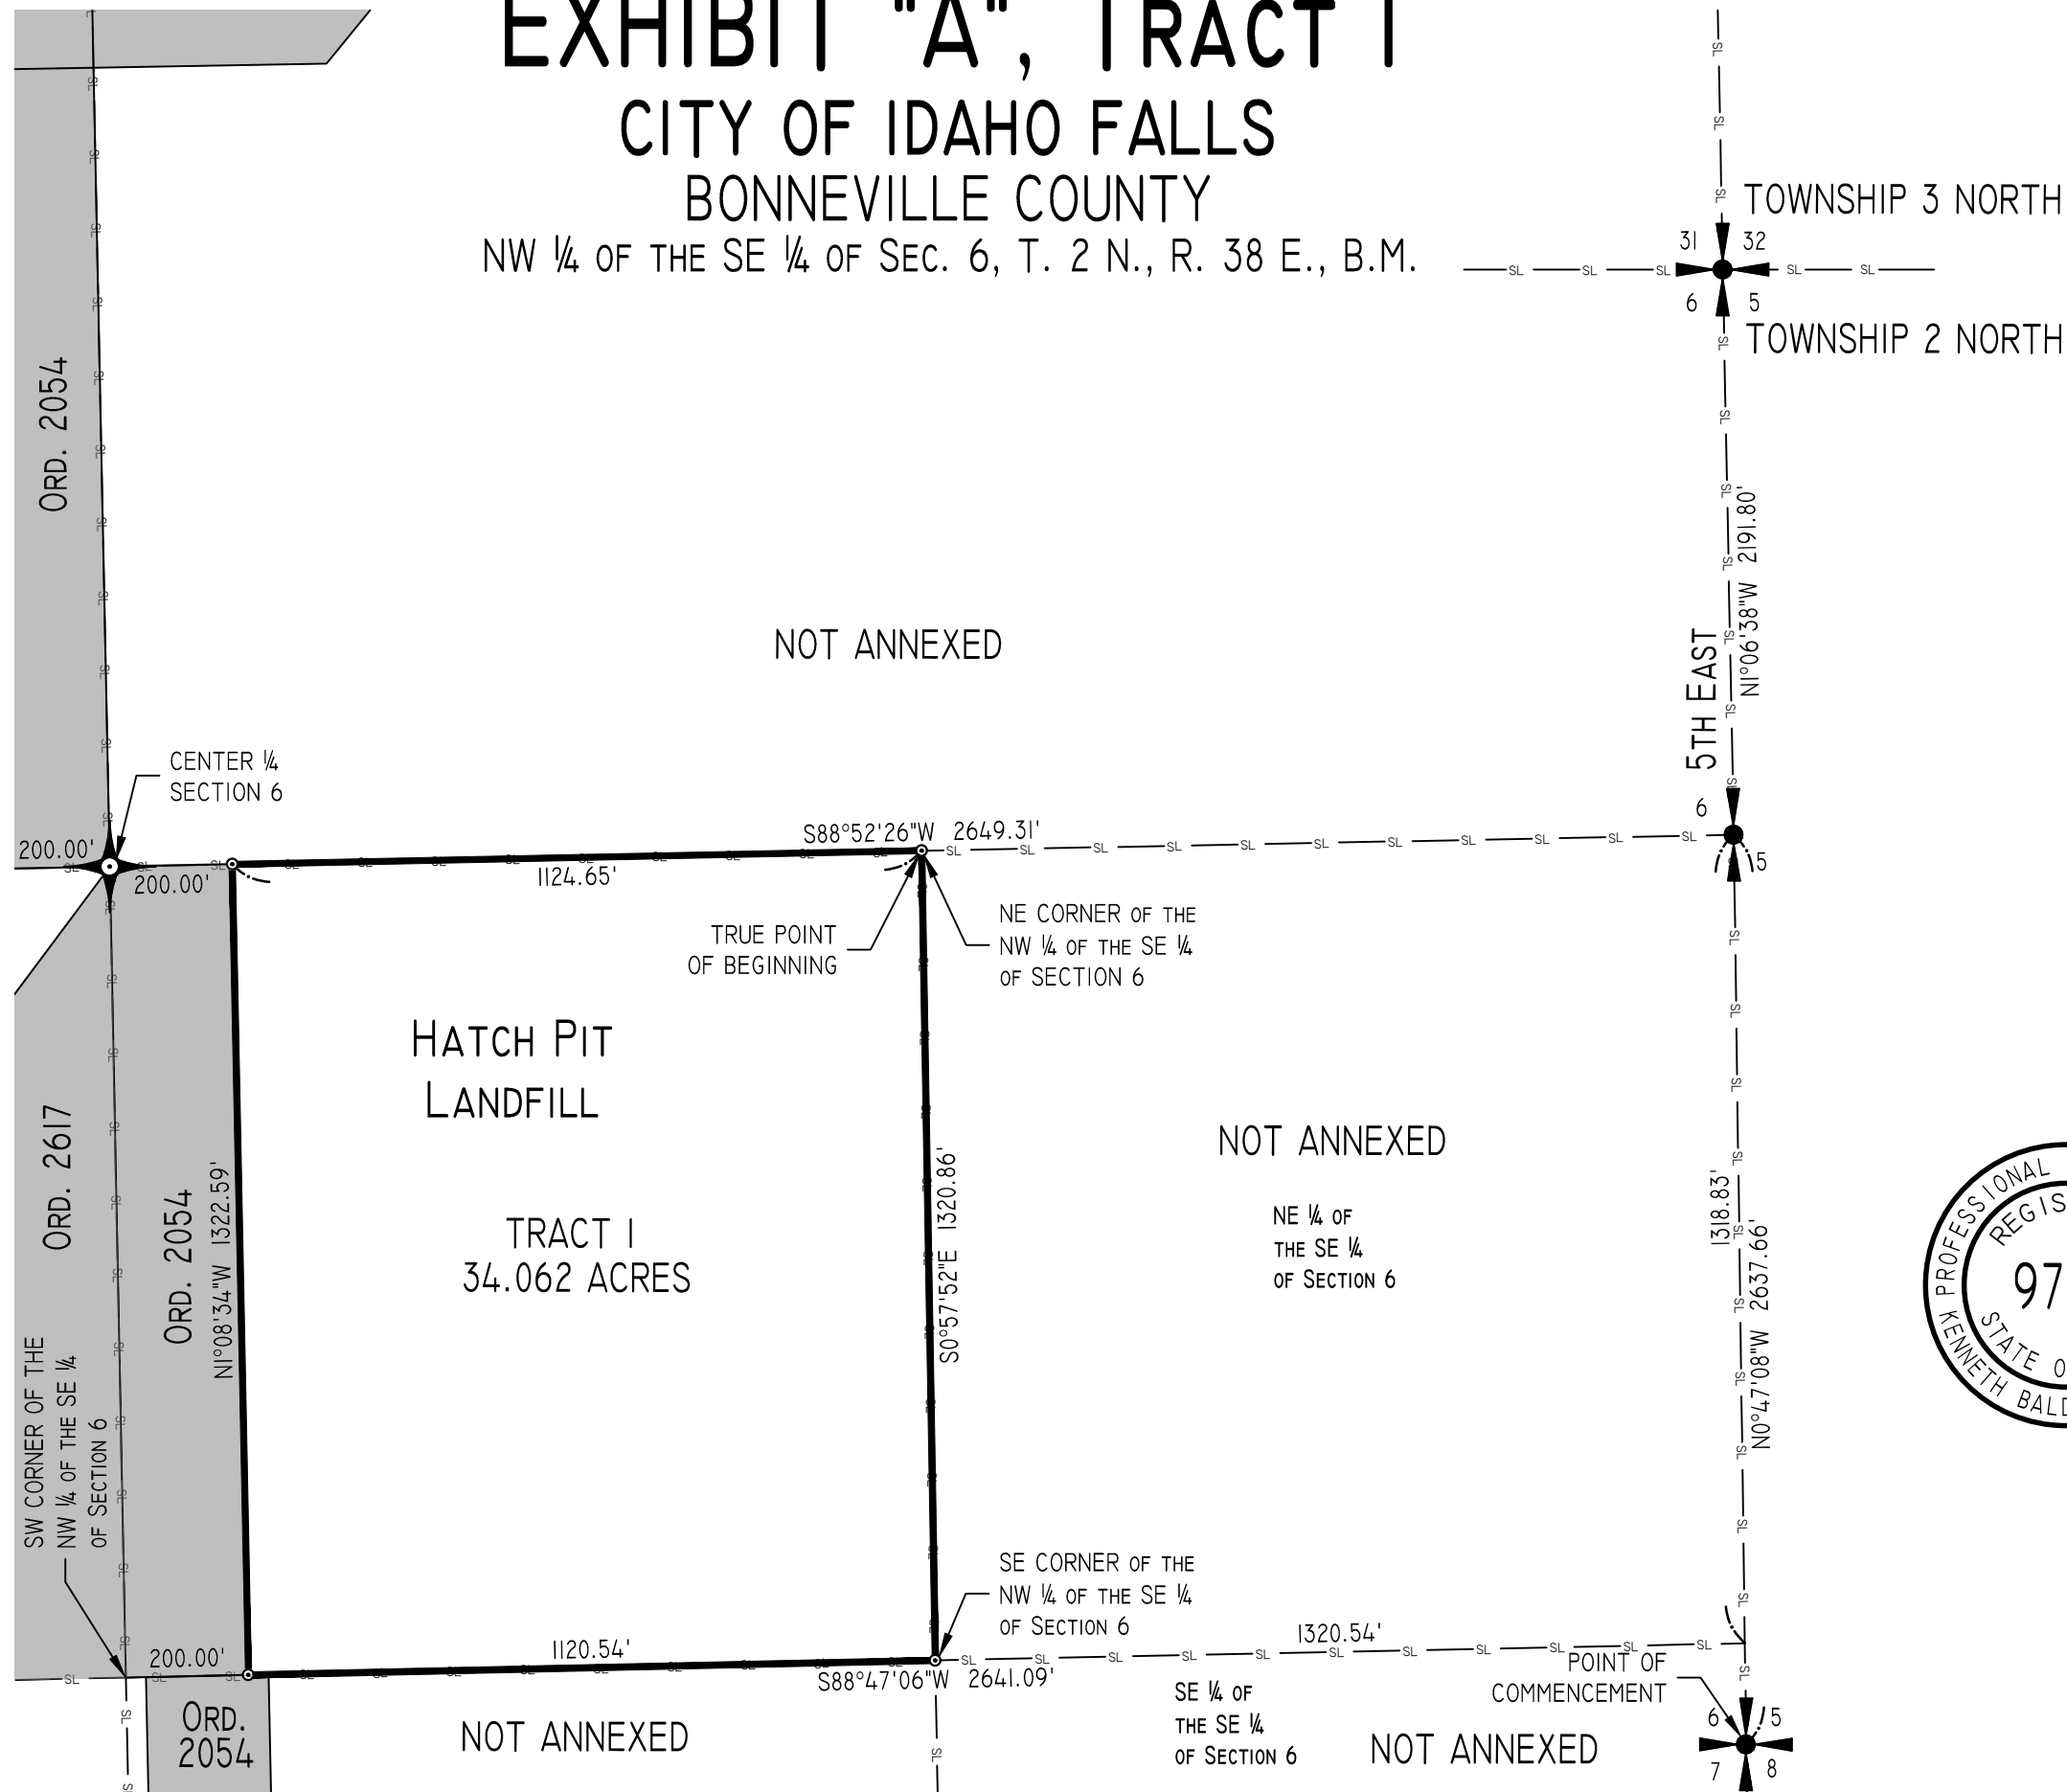 EXHIBIT "A", TRACT 1
CITY OF IDAHO FALLS
BONNEVILLE COUNTY
NW ¼ OF THE SE ¼ OF SEC. 6, T. 2 N., R. 38 E., B.M.
TOWNSHIP 3 NORTH
31 32
6 5
TOWNSHIP 2 NORTH
ORD. 2054
N1°06'38"W 2191.80'
5TH EAST
NOT ANNEXED
CENTER ¼
SECTION 6
200.00'
200.00'
S88°52'26"W 2649.31'
1124.65'
6
5
TRUE POINT
OF BEGINNING
NE CORNER OF THE
NW ¼ OF THE SE ¼
OF SECTION 6
HATCH PIT
LANDFILL
TRACT 1
34.062 ACRES
ORD. 2617
ORD. 2054
N1°08'34"W 1322.59'
S0°57'52"E 1320.86'
NOT ANNEXED
NE ¼ OF
THE SE ¼
OF SECTION 6
1318.83'
N0°47'08"W 2637.66'
PROFESSIONAL
REGIS
97
STATE O
KENNETH BALD
SW CORNER OF THE
NW ¼ OF THE SE ¼
OF SECTION 6
SE CORNER OF THE
NW ¼ OF THE SE ¼
OF SECTION 6
200.00'
1120.54'
1320.54'
S88°47'06"W 2641.09'
POINT OF
COMMENCEMENT
ORD.
2054
NOT ANNEXED
SE ¼ OF
THE SE ¼
OF SECTION 6
NOT ANNEXED
6 5
7 8